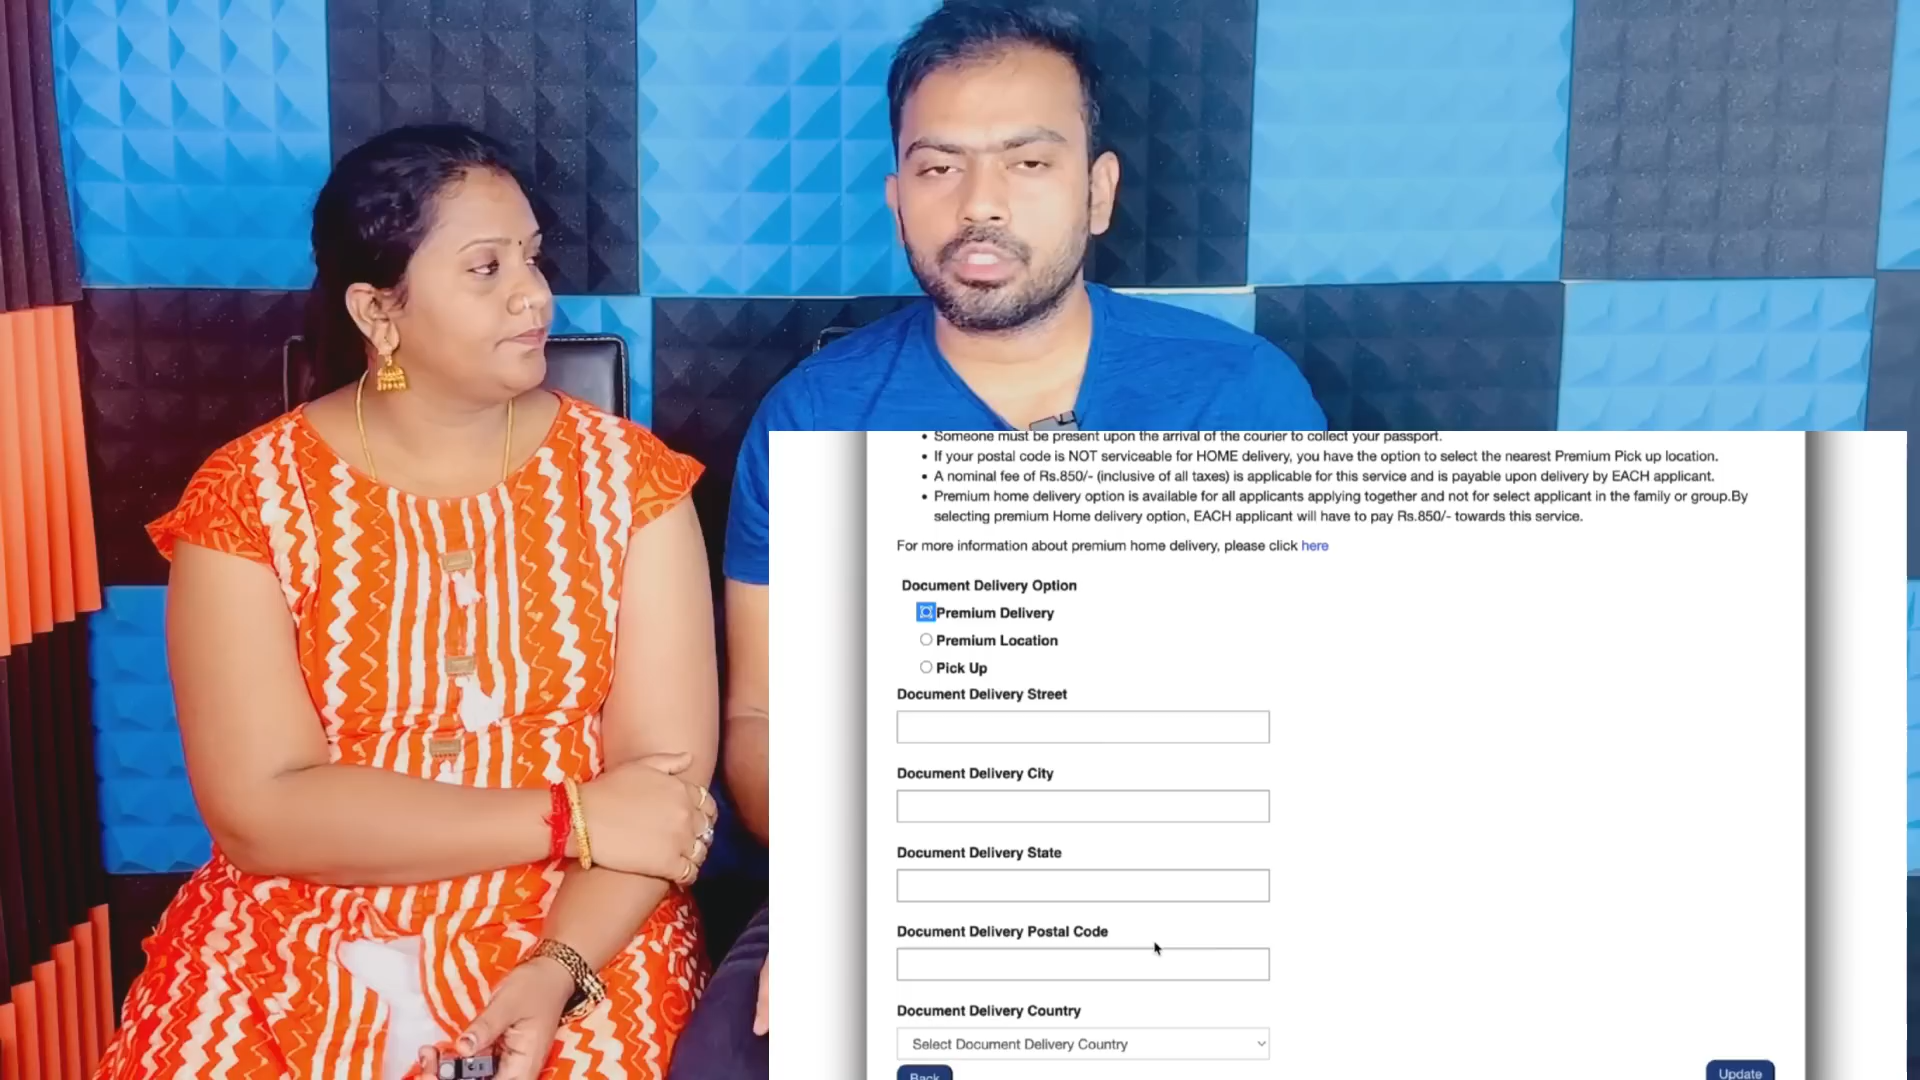 • Someone must be present upon the arrival of the courier to collect your passport.
• If your postal code is NOT serviceable for HOME delivery, you have the option to select the nearest Premium Pick up location.
• A nominal fee of Rs.850/- (inclusive of all taxes) is applicable for this service and is payable upon delivery by EACH applicant.
• Premium home delivery option is available for all applicants applying together and not for select applicant in the family or group.By
selecting premium Home delivery option, EACH applicant will have to pay Rs.850/- towards this service.
For more information about premium home delivery, please click here
Document Delivery Option
Premium Delivery
Premium Location
Pick Up
Document Delivery Street
Document Delivery City
Document Delivery State
Document Delivery Postal Code
Document Delivery Country
Select Document Delivery Country
Back
Update